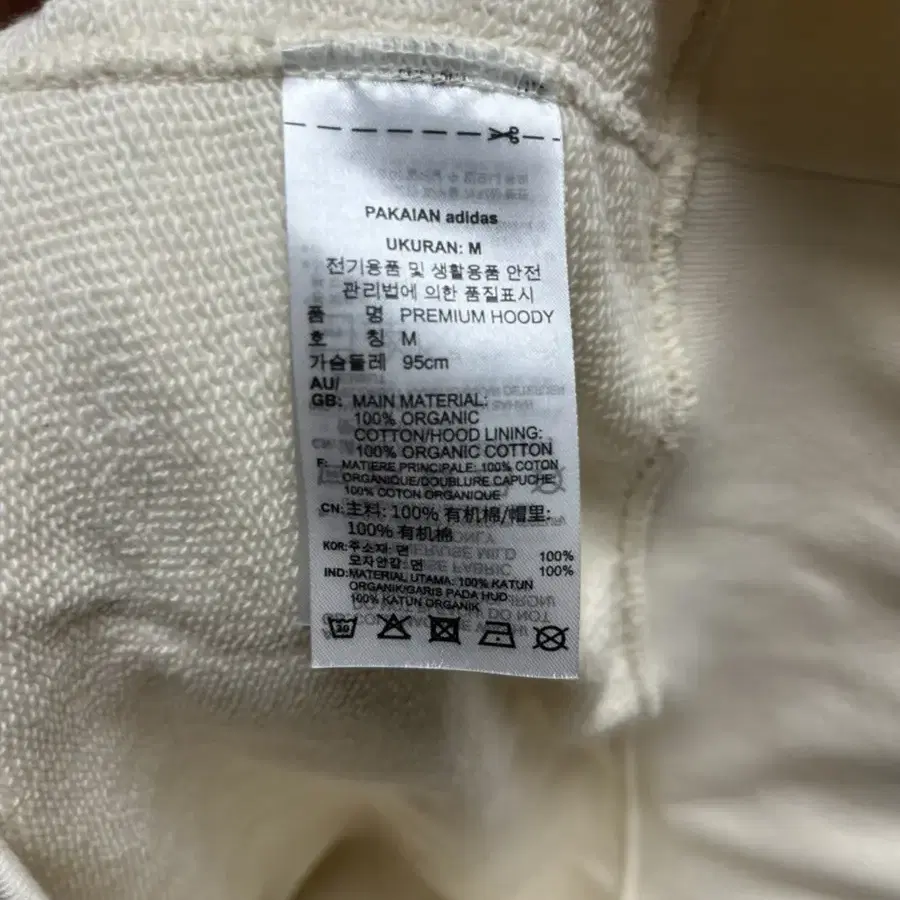 PAKAIAN adidas
UKURAN: M
전기용품 및 생활용품 안전
관리법에 의한 품질표시
품 명 PREMIUM HOODY
호 칭 M
가슴둘레 95cm
AU/
GB: MAIN MATERIAL:
100% ORGANIC
COTTON/HOOD LINING:
100% ORGANIC COTTON
F: MATIERE PRINCIPALE: 100% COTON
ORGANIQUE/DOUBLURE CAPUCHE:
100% COTON ORGANIQUE
CN: 主料: 100% 有机棉/帽里:
100% 有机棉
KOR: 주소재: 면 100%
모자안감: 면 100%
IND: MATERIAL UTAMA: 100% KATUN
ORGANIK/GARIS PADA HUD:
100% KATUN ORGANIK
30